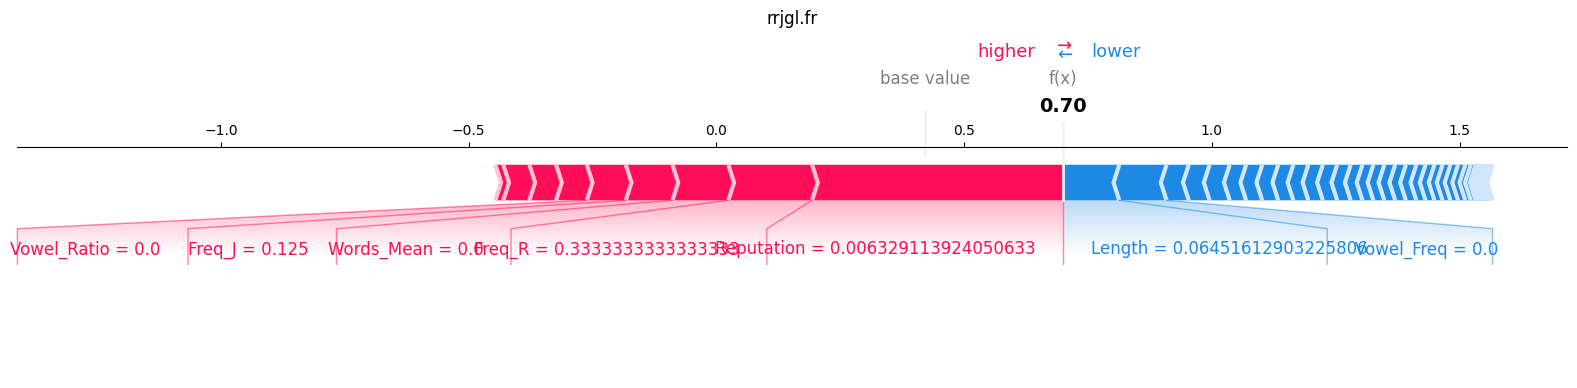 rrjgl.fr
higher ⇄ lower
base value f(x)
0.70
−1.0 −0.5 0.0 0.5 1.0 1.5
Vowel_Ratio = 0.0 Freq_J = 0.125 Words_Mean = 0.0 Freq_R = 0.3333333333333333 Reputation = 0.006329113924050633 Length = 0.06451612903225806 Vowel_Freq = 0.0